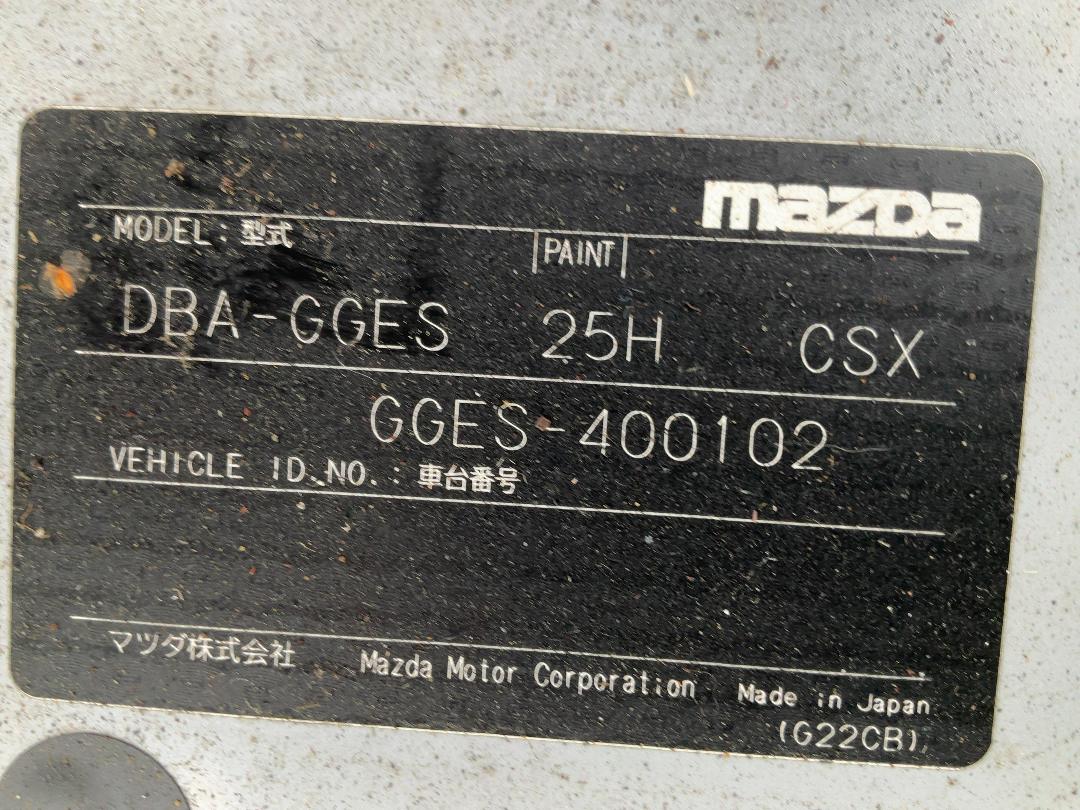 mazda
MODEL : 型式 |PAINT|
DBA-GGES 25H CSX
GGES-400102
VEHICLE ID.NO. : 車台番号
マツダ株式会社 Mazda Motor Corporation Made in Japan
(G22CB)